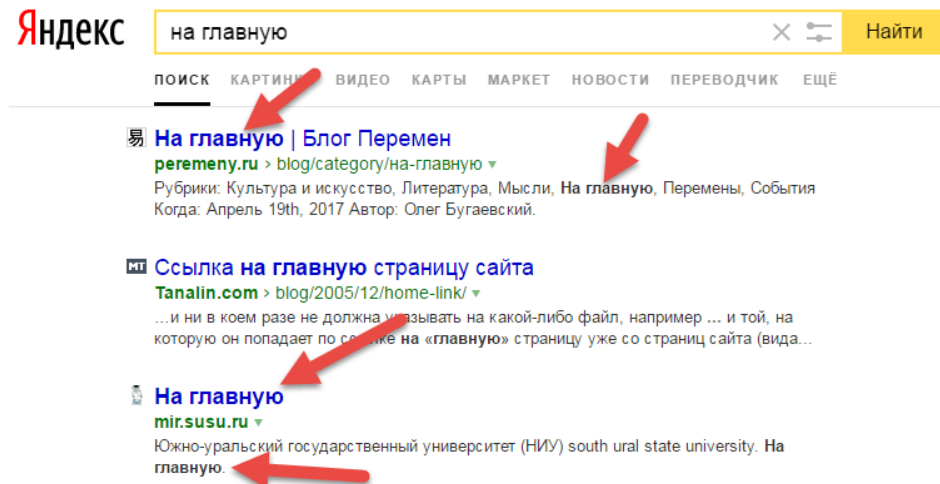 Яндекс
на главную
Найти
ПОИСК КАРТИНКИ ВИДЕО КАРТЫ МАРКЕТ НОВОСТИ ПЕРЕВОДЧИК ЕЩЁ
易 На главную | Блог Перемен
peremeny.ru › blog/category/на-главную
Рубрики: Культура и искусство, Литература, Мысли, На главную, Перемены, События
Когда: Апрель 19th, 2017 Автор: Олег Бугаевский.
МТ Ссылка на главную страницу сайта
Tanalin.com › blog/2005/12/home-link/
...и ни в коем разе не должна указывать на какой-либо файл, например ... и той, на
которую он попадает по ссылке на «главную» страницу уже со страниц сайта (вида...
На главную
mir.susu.ru
Южно-уральский государственный университет (НИУ) south ural state university. На
главную.